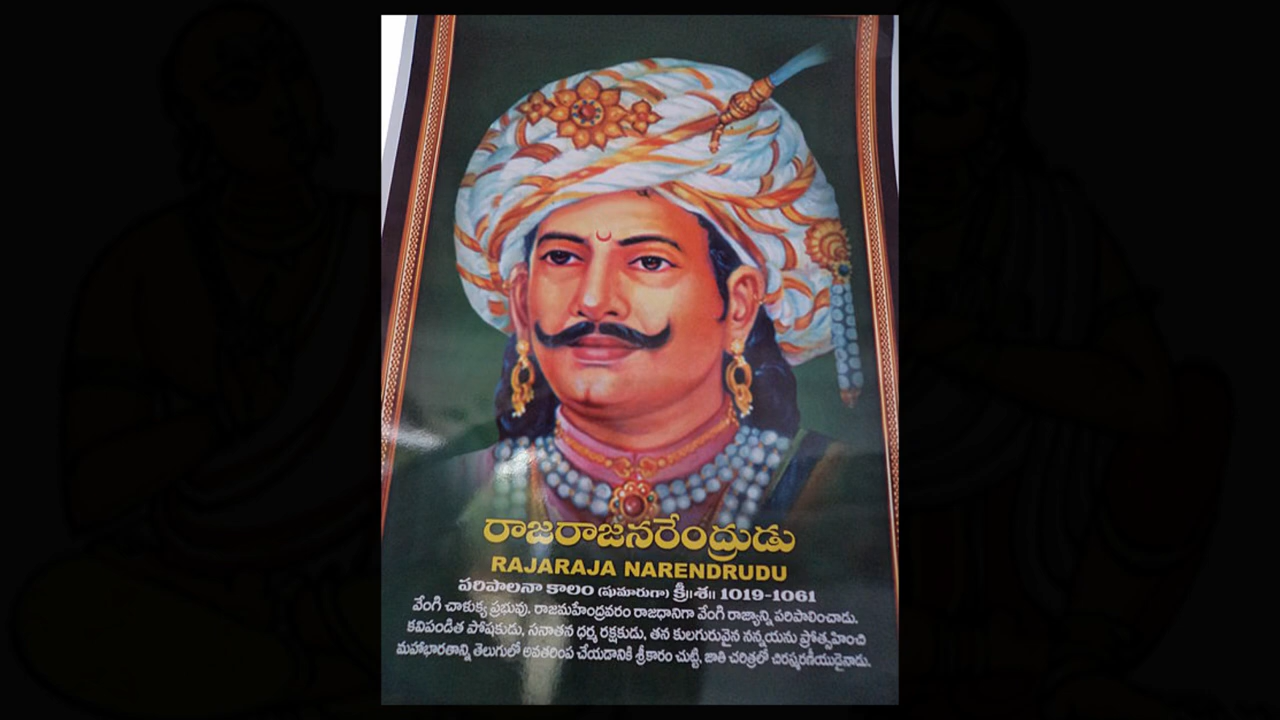 రాజరాజనరేంద్రుడు
RAJARAJA NARENDRUDU
పరిపాలనా కాలం (సుమారుగా) క్రీ॥శ॥ 1019-1061
వేంగి చాళుక్య ప్రభువు. రాజమహేంద్రవరం రాజధానిగా వేంగి రాజ్యాన్ని పరిపాలించాడు.
కవిపండిత పోషకుడు, సనాతన ధర్మ రక్షకుడు, తన కులగురువైన నన్నయను ప్రోత్సహించి
మహాభారతాన్ని తెలుగులో అవతరింప చేయడానికి శ్రీకారం చుట్టి, జాతి చరిత్రలో చిరస్మరణీయుడైనాడు.